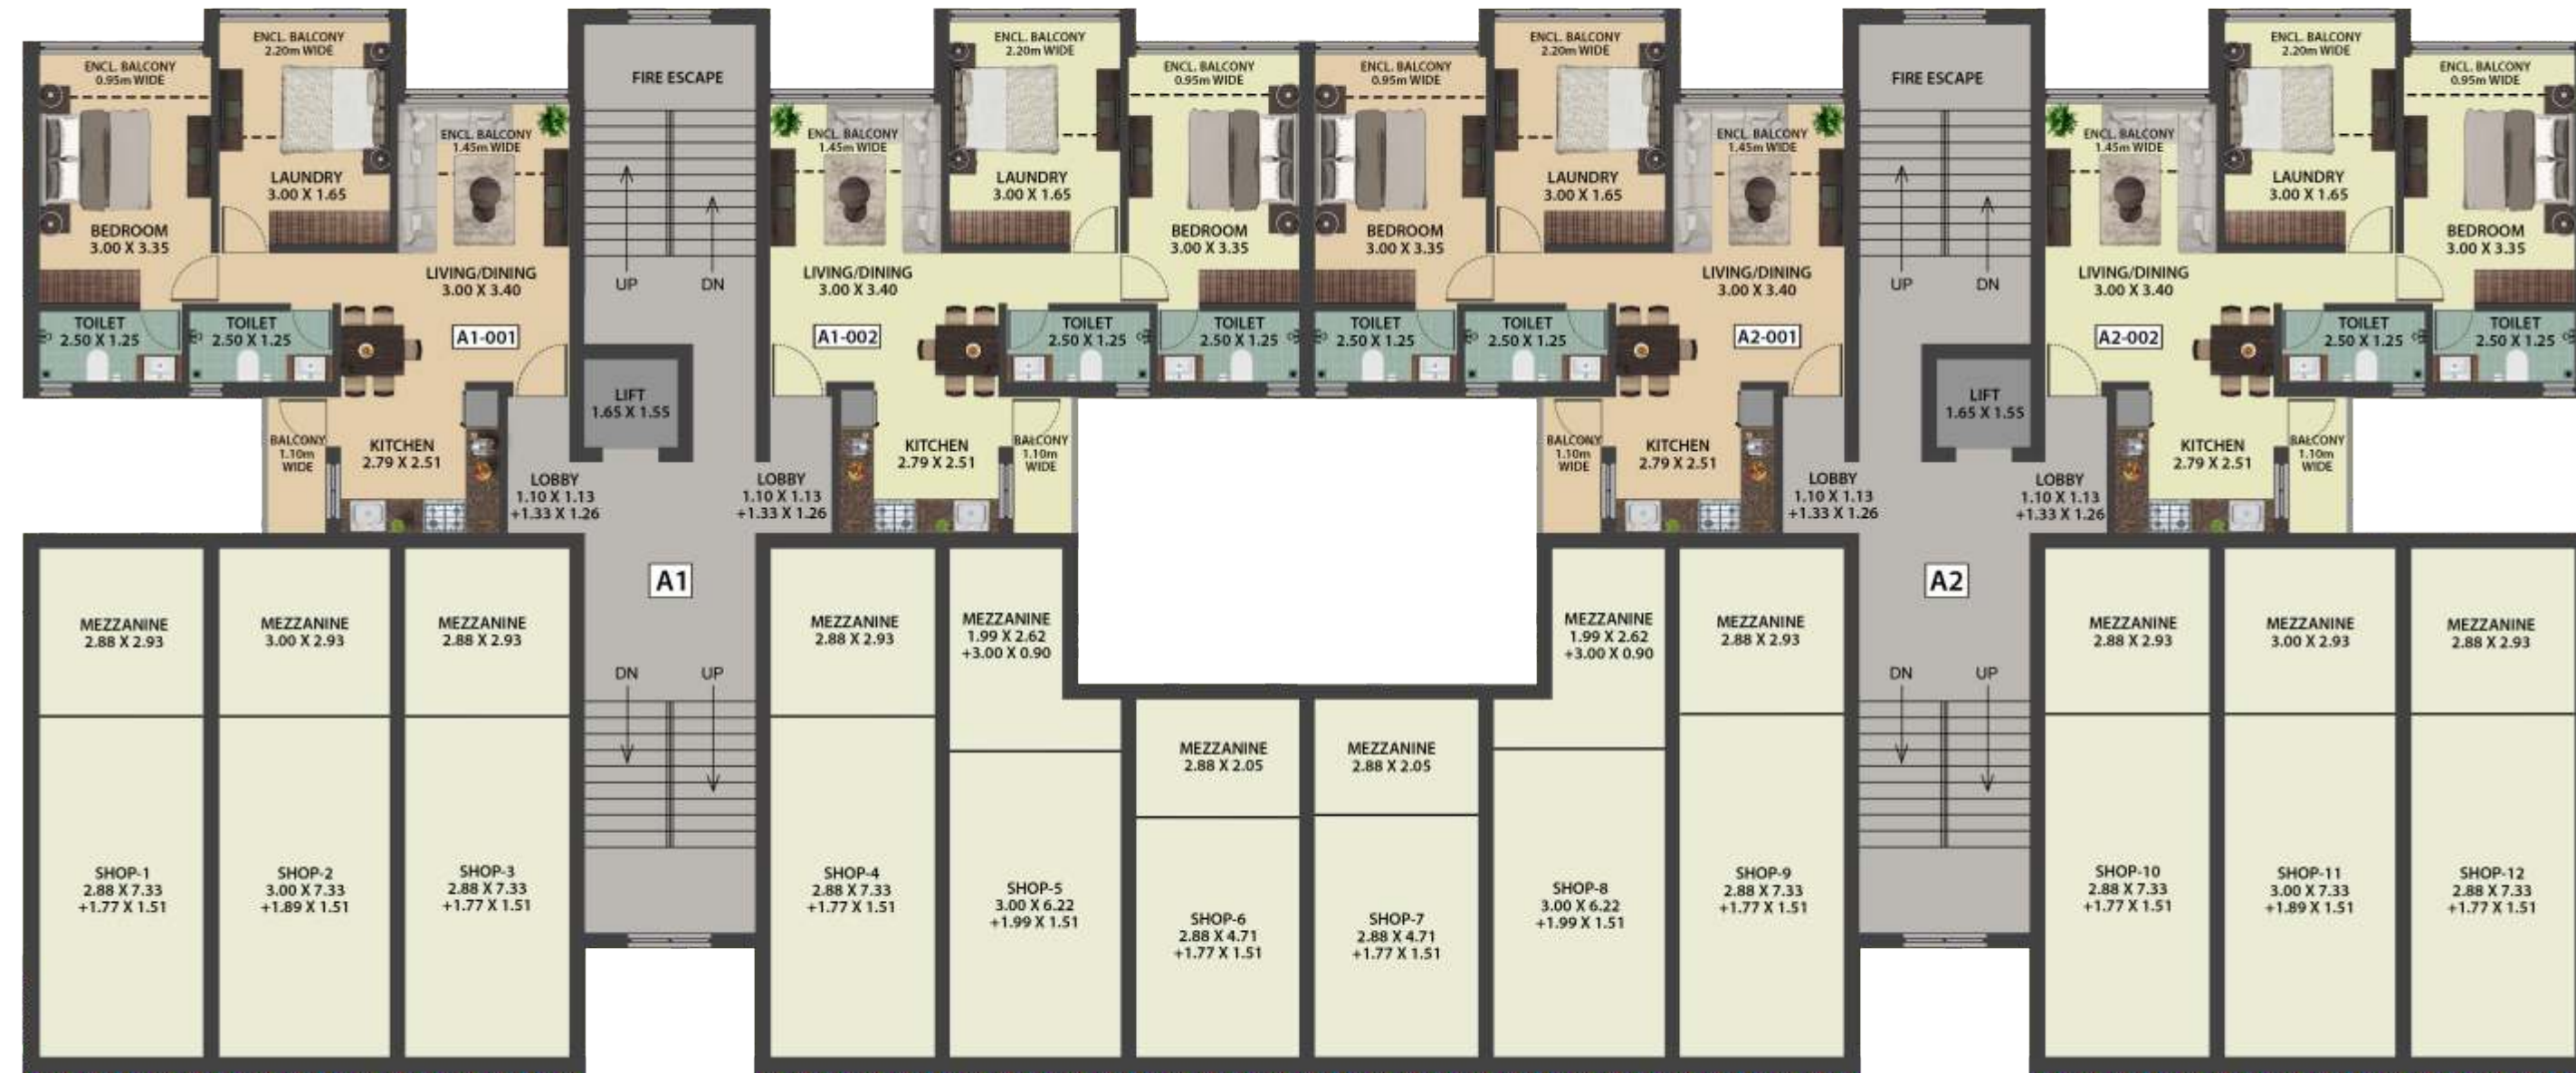 ENCL. BALCONY
0.95m WIDE
BEDROOM
3.00 X 3.35
ENCL. BALCONY
2.20m WIDE
LAUNDRY
3.00 X 1.65
ENCL. BALCONY
1.45m WIDE
LIVING/DINING
3.00 X 3.40
A1-001
TOILET
2.50 X 1.25
TOILET
2.50 X 1.25
BALCONY
1.10m
WIDE
KITCHEN
2.79 X 2.51
LOBBY
1.10 X 1.13
+1.33 X 1.26
FIRE ESCAPE
UP
DN
LIFT
1.65 X 1.55
A1
DN
UP
ENCL. BALCONY
1.45m WIDE
LIVING/DINING
3.00 X 3.40
A1-002
ENCL. BALCONY
2.20m WIDE
LAUNDRY
3.00 X 1.65
ENCL. BALCONY
0.95m WIDE
BEDROOM
3.00 X 3.35
TOILET
2.50 X 1.25
TOILET
2.50 X 1.25
LOBBY
1.10 X 1.13
+1.33 X 1.26
KITCHEN
2.79 X 2.51
BALCONY
1.10m
WIDE
ENCL. BALCONY
0.95m WIDE
BEDROOM
3.00 X 3.35
ENCL. BALCONY
2.20m WIDE
LAUNDRY
3.00 X 1.65
ENCL. BALCONY
1.45m WIDE
LIVING/DINING
3.00 X 3.40
A2-001
TOILET
2.50 X 1.25
TOILET
2.50 X 1.25
BALCONY
1.10m
WIDE
KITCHEN
2.79 X 2.51
LOBBY
1.10 X 1.13
+1.33 X 1.26
FIRE ESCAPE
UP
DN
LIFT
1.65 X 1.55
A2
DN
UP
ENCL. BALCONY
1.45m WIDE
LIVING/DINING
3.00 X 3.40
A2-002
ENCL. BALCONY
2.20m WIDE
LAUNDRY
3.00 X 1.65
ENCL. BALCONY
0.95m WIDE
BEDROOM
3.00 X 3.35
TOILET
2.50 X 1.25
TOILET
2.50 X 1.25
LOBBY
1.10 X 1.13
+1.33 X 1.26
KITCHEN
2.79 X 2.51
BALCONY
1.10m
WIDE
MEZZANINE
2.88 X 2.93
MEZZANINE
3.00 X 2.93
MEZZANINE
2.88 X 2.93
MEZZANINE
2.88 X 2.93
MEZZANINE
1.99 X 2.62
+3.00 X 0.90
MEZZANINE
2.88 X 2.05
MEZZANINE
2.88 X 2.05
MEZZANINE
1.99 X 2.62
+3.00 X 0.90
MEZZANINE
2.88 X 2.93
MEZZANINE
2.88 X 2.93
MEZZANINE
3.00 X 2.93
MEZZANINE
2.88 X 2.93
SHOP-1
2.88 X 7.33
+1.77 X 1.51
SHOP-2
3.00 X 7.33
+1.89 X 1.51
SHOP-3
2.88 X 7.33
+1.77 X 1.51
SHOP-4
2.88 X 7.33
+1.77 X 1.51
SHOP-5
3.00 X 6.22
+1.99 X 1.51
SHOP-6
2.88 X 4.71
+1.77 X 1.51
SHOP-7
2.88 X 4.71
+1.77 X 1.51
SHOP-8
3.00 X 6.22
+1.99 X 1.51
SHOP-9
2.88 X 7.33
+1.77 X 1.51
SHOP-10
2.88 X 7.33
+1.77 X 1.51
SHOP-11
3.00 X 7.33
+1.89 X 1.51
SHOP-12
2.88 X 7.33
+1.77 X 1.51